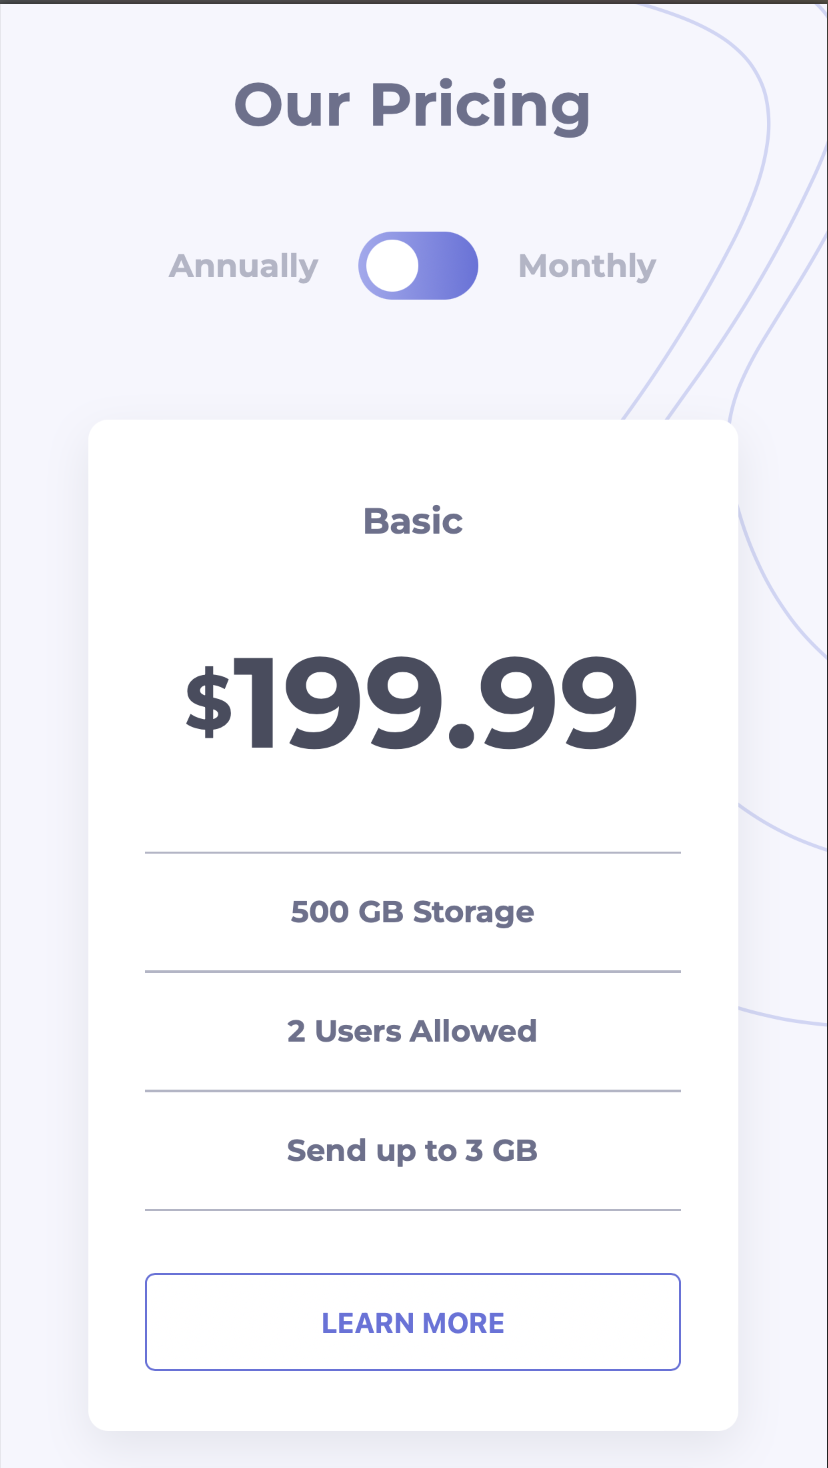 Our Pricing
Annually Monthly
Basic
$199.99
500 GB Storage
2 Users Allowed
Send up to 3 GB
LEARN MORE